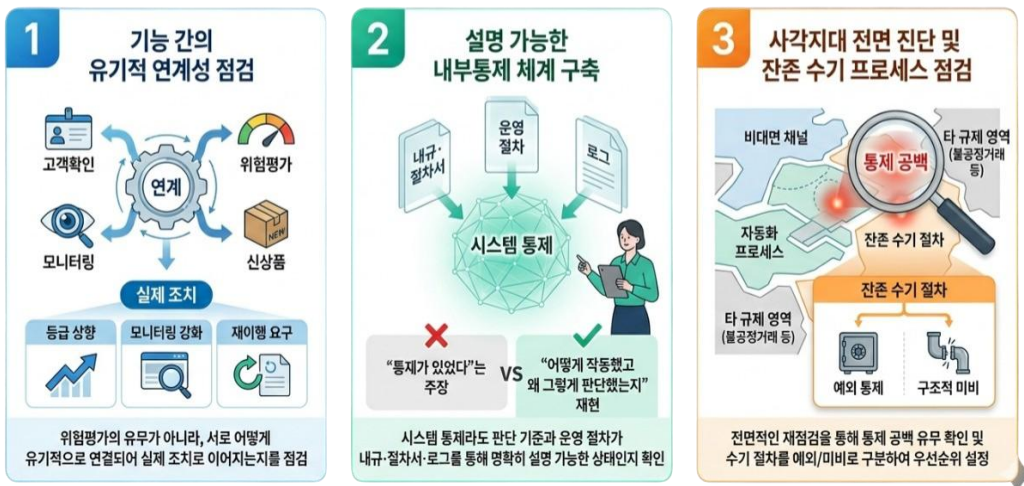 1
기능 간의
유기적 연계성 점검
고객확인
위험평가
연계
모니터링
NEW
신상품
실제 조치
등급 상향
모니터링 강화
재이행 요구
위험평가의 유무가 아니라, 서로 어떻게
유기적으로 연결되어 실제 조치로 이어지는지를 점검
2
설명 가능한
내부통제 체계 구축
내규·
절차서
운영
절차
로그
시스템 통제
“통제가 있었다”는
주장
VS
“어떻게 작동했고
왜 그렇게 판단했는지”
재현
시스템 통제라도 판단 기준과 운영 절차가
내규·절차서·로그를 통해 명확히 설명 가능한 상태인지 확인
3
사각지대 전면 진단 및
잔존 수기 프로세스 점검
비대면 채널
통제 공백
타 규제 영역
(불공정거래
등)
자동화
프로세스
잔존 수기 절차
타 규제 영역
(불공정거래 등)
잔존 수기 절차
예외 통제
구조적 미비
전면적인 재점검을 통해 통제 공백 유무 확인 및
수기 절차를 예외/미비로 구분하여 우선순위 설정